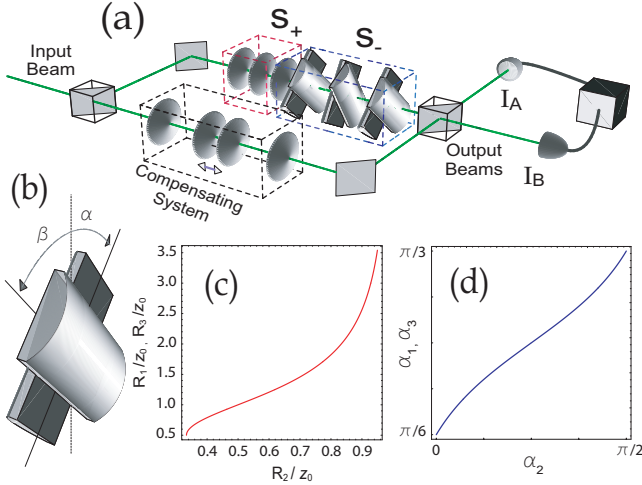 (a)
S+
S-
Input
Beam
IA
IB
Output
Beams
Compensating
System
(b)
α
β
(c)
3.5
3.0
2.5
2.0
1.5
1.0
0.5
R1/z0, R3/z0
0.4 0.5 0.6 0.7 0.8 0.9
R2/z0
(d)
π/3
α1, α3
π/6
0
π/2
α2